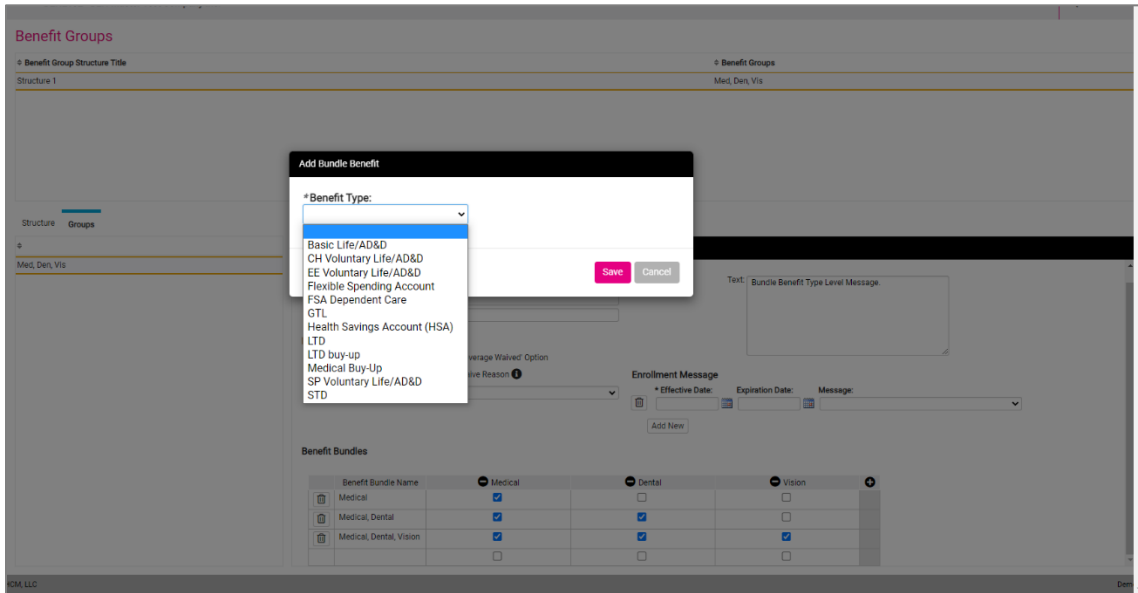 Benefit Groups
Benefit Group Structure Title
Benefit Groups
Structure 1
Med, Den, Vis
Add Bundle Benefit
*Benefit Type:
Structure
Groups
Basic Life/AD&D
CH Voluntary Life/AD&D
EE Voluntary Life/AD&D
Flexible Spending Account
FSA Dependent Care
GTL
Health Savings Account (HSA)
LTD
LTD buy-up
Medical Buy-Up
SP Voluntary Life/AD&D
STD
Save
Cancel
Med, Den, Vis
Text:
Bundle Benefit Type Level Message.
verage Waived' Option
ive Reason
Enrollment Message
* Effective Date:
Expiration Date:
Message:
Add New
Benefit Bundles
Benefit Bundle Name
Medical
Dental
Vision
Medical
Medical, Dental
Medical, Dental, Vision
CM, LLC
Dem